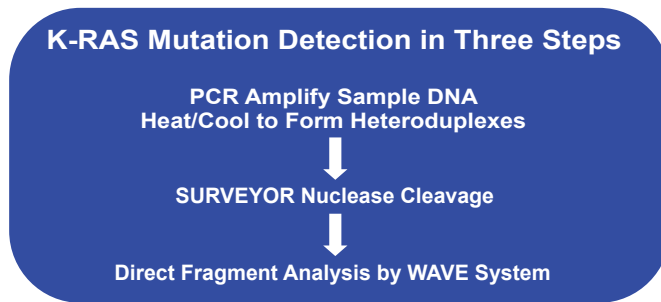 K-RAS Mutation Detection in Three Steps
PCR Amplify Sample DNA
Heat/Cool to Form Heteroduplexes
SURVEYOR Nuclease Cleavage
Direct Fragment Analysis by WAVE System